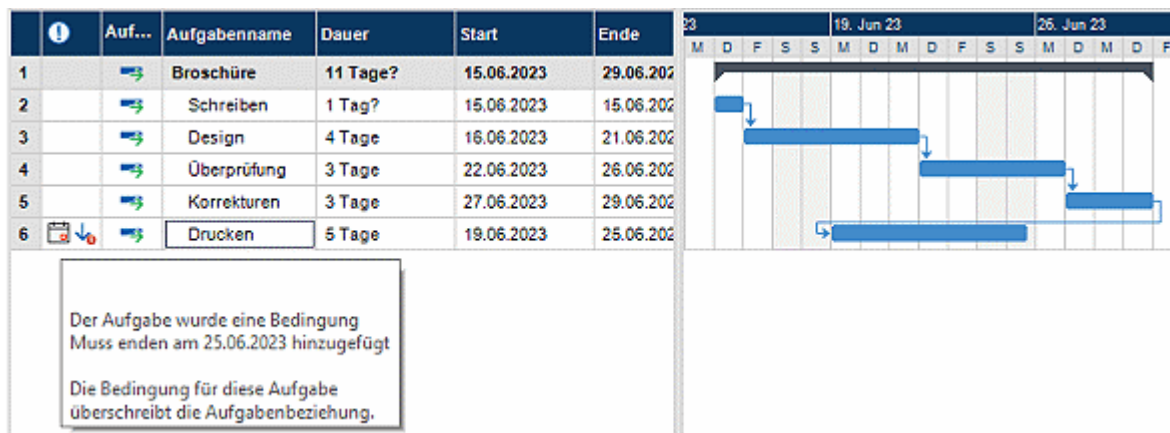 Auf... Aufgabenname Dauer Start Ende 23 19. Jun 23 26. Jun 23
M D F S S M D M D F S S M D M D F
1 Broschüre 11 Tage? 15.06.2023 29.06.202
2 Schreiben 1 Tag? 15.06.2023 15.06.202
3 Design 4 Tage 16.06.2023 21.06.202
4 Überprüfung 3 Tage 22.06.2023 26.06.202
5 Korrekturen 3 Tage 27.06.2023 29.06.202
6 Drucken 5 Tage 19.06.2023 25.06.202
Der Aufgabe wurde eine Bedingung
Muss enden am 25.06.2023 hinzugefügt
Die Bedingung für diese Aufgabe
überschreibt die Aufgabenbeziehung.